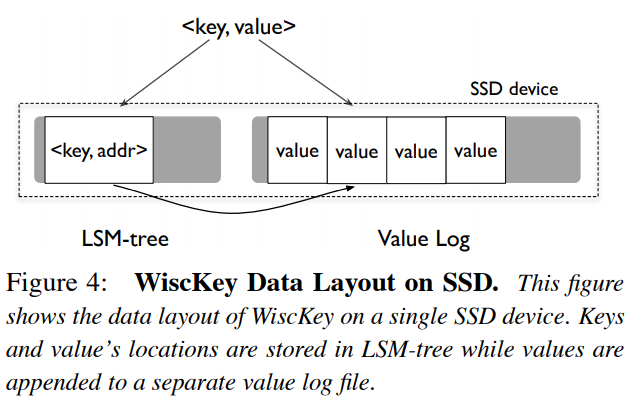 <key, value>
SSD device
<key, addr>
value
value
value
value
LSM-tree
Value Log
Figure 4: WiscKey Data Layout on SSD. This figure
shows the data layout of WiscKey on a single SSD device. Keys
and value's locations are stored in LSM-tree while values are
appended to a separate value log file.